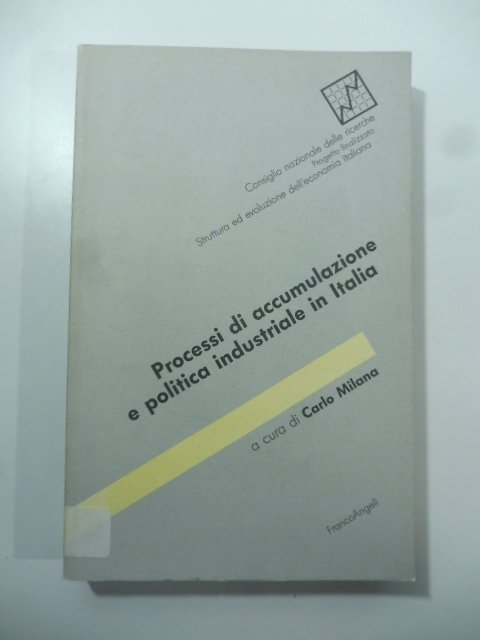 Consiglio nazionale delle ricerche
Progetto finalizzato
Struttura ed evoluzione dell'economia italiana
Processi di accumulazione
e politica industriale in Italia
a cura di Carlo Milana
FrancoAngeli